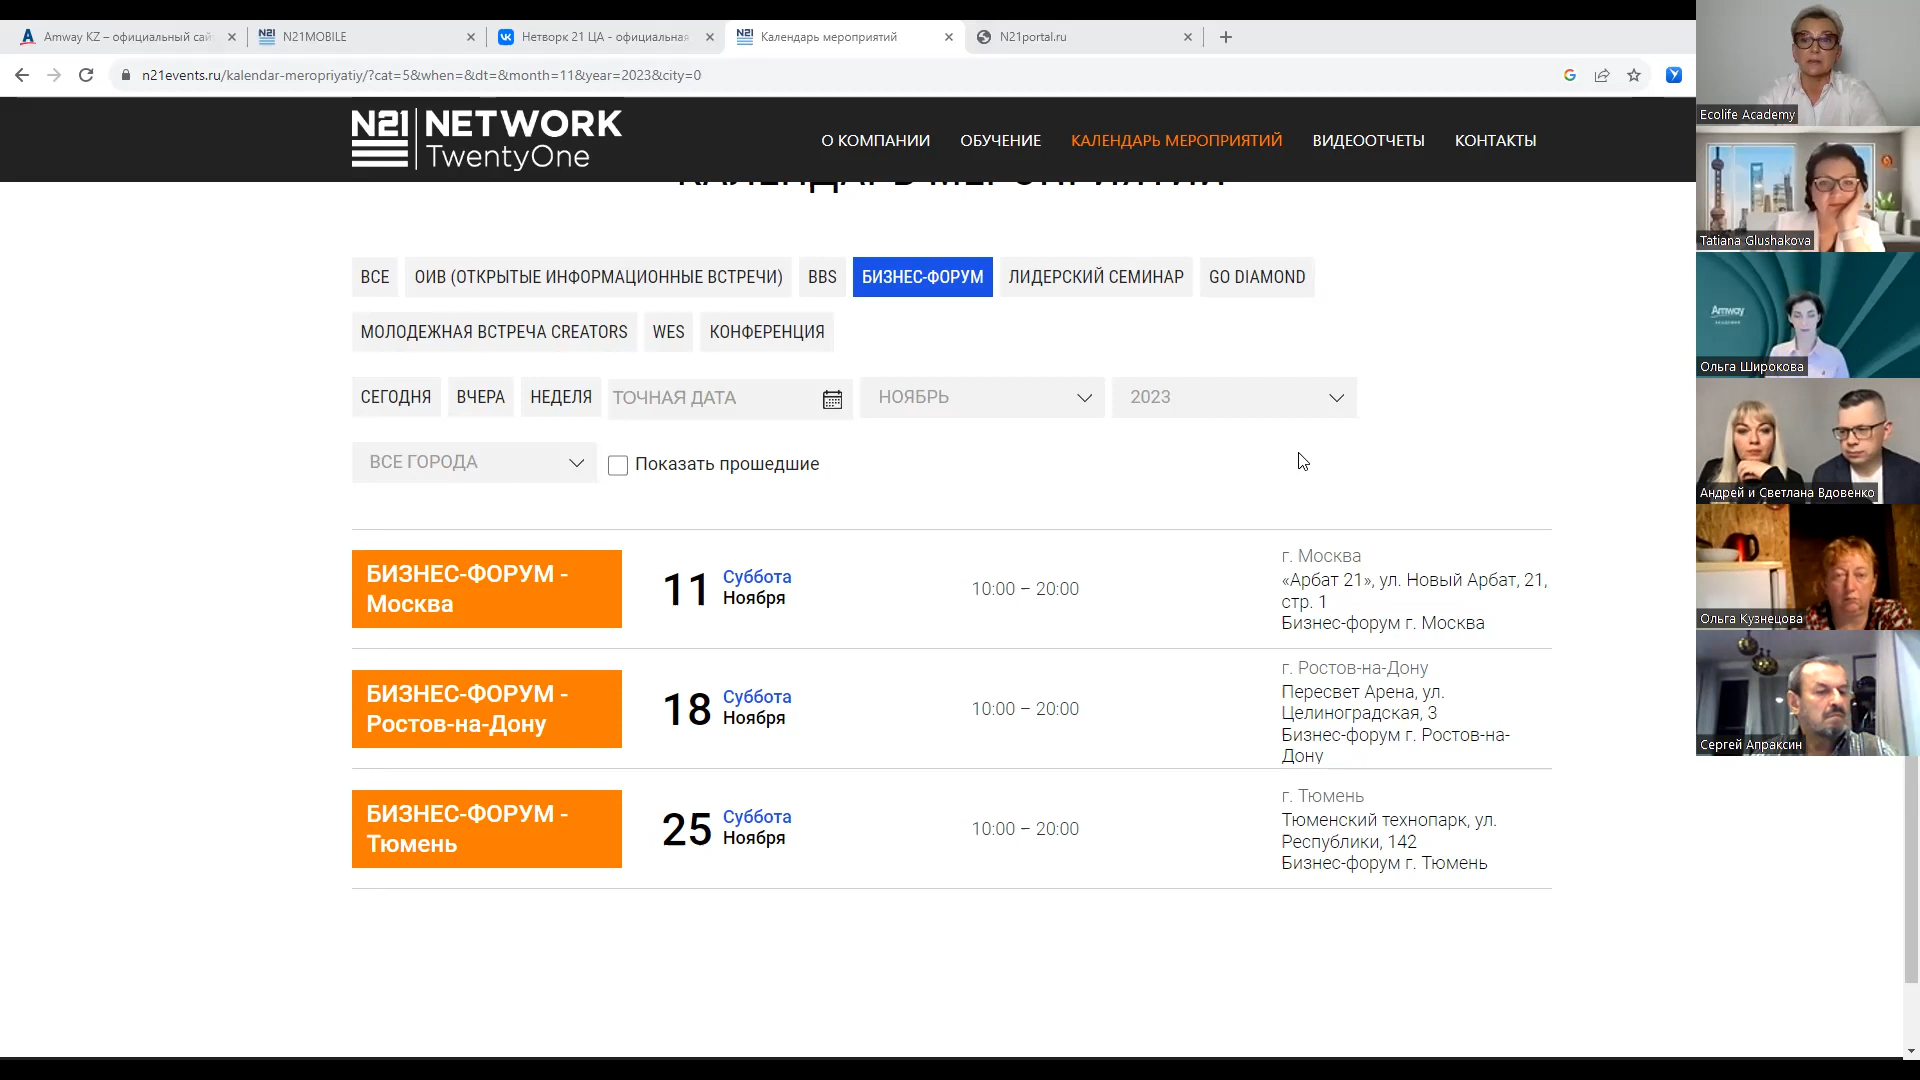 Amway KZ – официальный сай
N21MOBILE
Нетворк 21 ЦА - официальная
Календарь мероприятий
N21portal.ru
n21events.ru/kalendar-meropriyatiy/?cat=5&when=&dt=&month=11&year=2023&city=0
N21 NETWORK
TwentyOne
О КОМПАНИИ
ОБУЧЕНИЕ
КАЛЕНДАРЬ МЕРОПРИЯТИЙ
ВИДЕООТЧЕТЫ
КОНТАКТЫ
КАЛЕНДАРЬ МЕРОПРИЯТИЙ
ВСЕ
ОИВ (ОТКРЫТЫЕ ИНФОРМАЦИОННЫЕ ВСТРЕЧИ)
BBS
БИЗНЕС-ФОРУМ
ЛИДЕРСКИЙ СЕМИНАР
GO DIAMOND
МОЛОДЕЖНАЯ ВСТРЕЧА CREATORS
WES
КОНФЕРЕНЦИЯ
СЕГОДНЯ
ВЧЕРА
НЕДЕЛЯ
ТОЧНАЯ ДАТА
НОЯБРЬ
2023
ВСЕ ГОРОДА
Показать прошедшие
БИЗНЕС-ФОРУМ -
Москва
11
Суббота
Ноября
10:00 – 20:00
г. Москва
«Арбат 21», ул. Новый Арбат, 21,
стр. 1
Бизнес-форум г. Москва
БИЗНЕС-ФОРУМ -
Ростов-на-Дону
18
Суббота
Ноября
10:00 – 20:00
г. Ростов-на-Дону
Пересвет Арена, ул.
Целиноградская, 3
Бизнес-форум г. Ростов-на-
Дону
БИЗНЕС-ФОРУМ -
Тюмень
25
Суббота
Ноября
10:00 – 20:00
г. Тюмень
Тюменский технопарк, ул.
Республики, 142
Бизнес-форум г. Тюмень
Ecolife Academy
Tatiana Glushakova
Amway
Ольга Широкова
Андрей и Светлана Вдовенко
Ольга Кузнецова
Сергей Апраксин